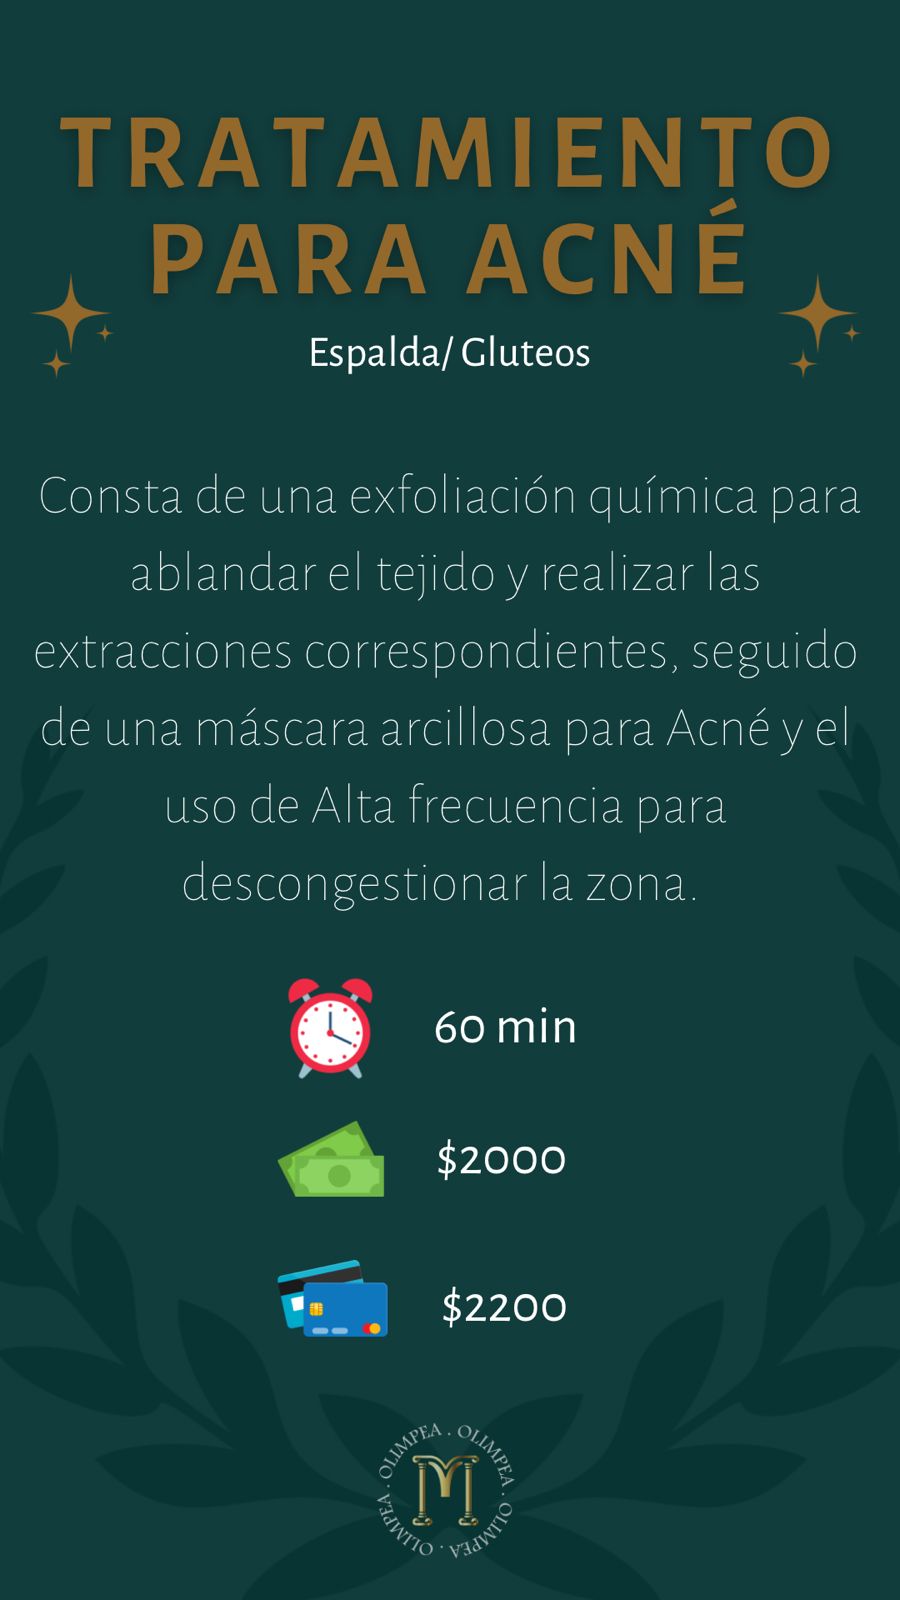 TRATAMIENTO
PARA ACNÉ
Espalda/ Gluteos
Consta de una exfoliación química para
ablandar el tejido y realizar las
extracciones correspondientes, seguido
de una máscara arcillosa para Acné y el
uso de Alta frecuencia para
descongestionar la zona.
60 min
$2000
$2200
OLIMPEA . OLIMPEA . OLIMPEA . OLIMPEA . OLIMPEA .
M